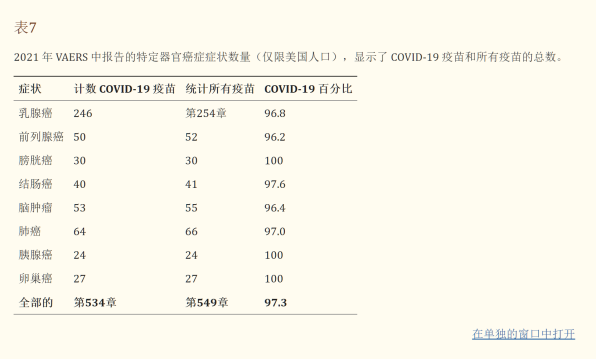 表7
2021 年 VAERS 中报告的特定器官癌症症状数量（仅限美国人口），显示了 COVID-19 疫苗和所有疫苗的总数。
症状 计数 COVID-19 疫苗 统计所有疫苗 COVID-19 百分比
乳腺癌 246 第254章 96.8
前列腺癌 50 52 96.2
膀胱癌 30 30 100
结肠癌 40 41 97.6
脑肿瘤 53 55 96.4
肺癌 64 66 97.0
胰腺癌 24 24 100
卵巢癌 27 27 100
全部的 第534章 第549章 97.3
在单独的窗口中打开